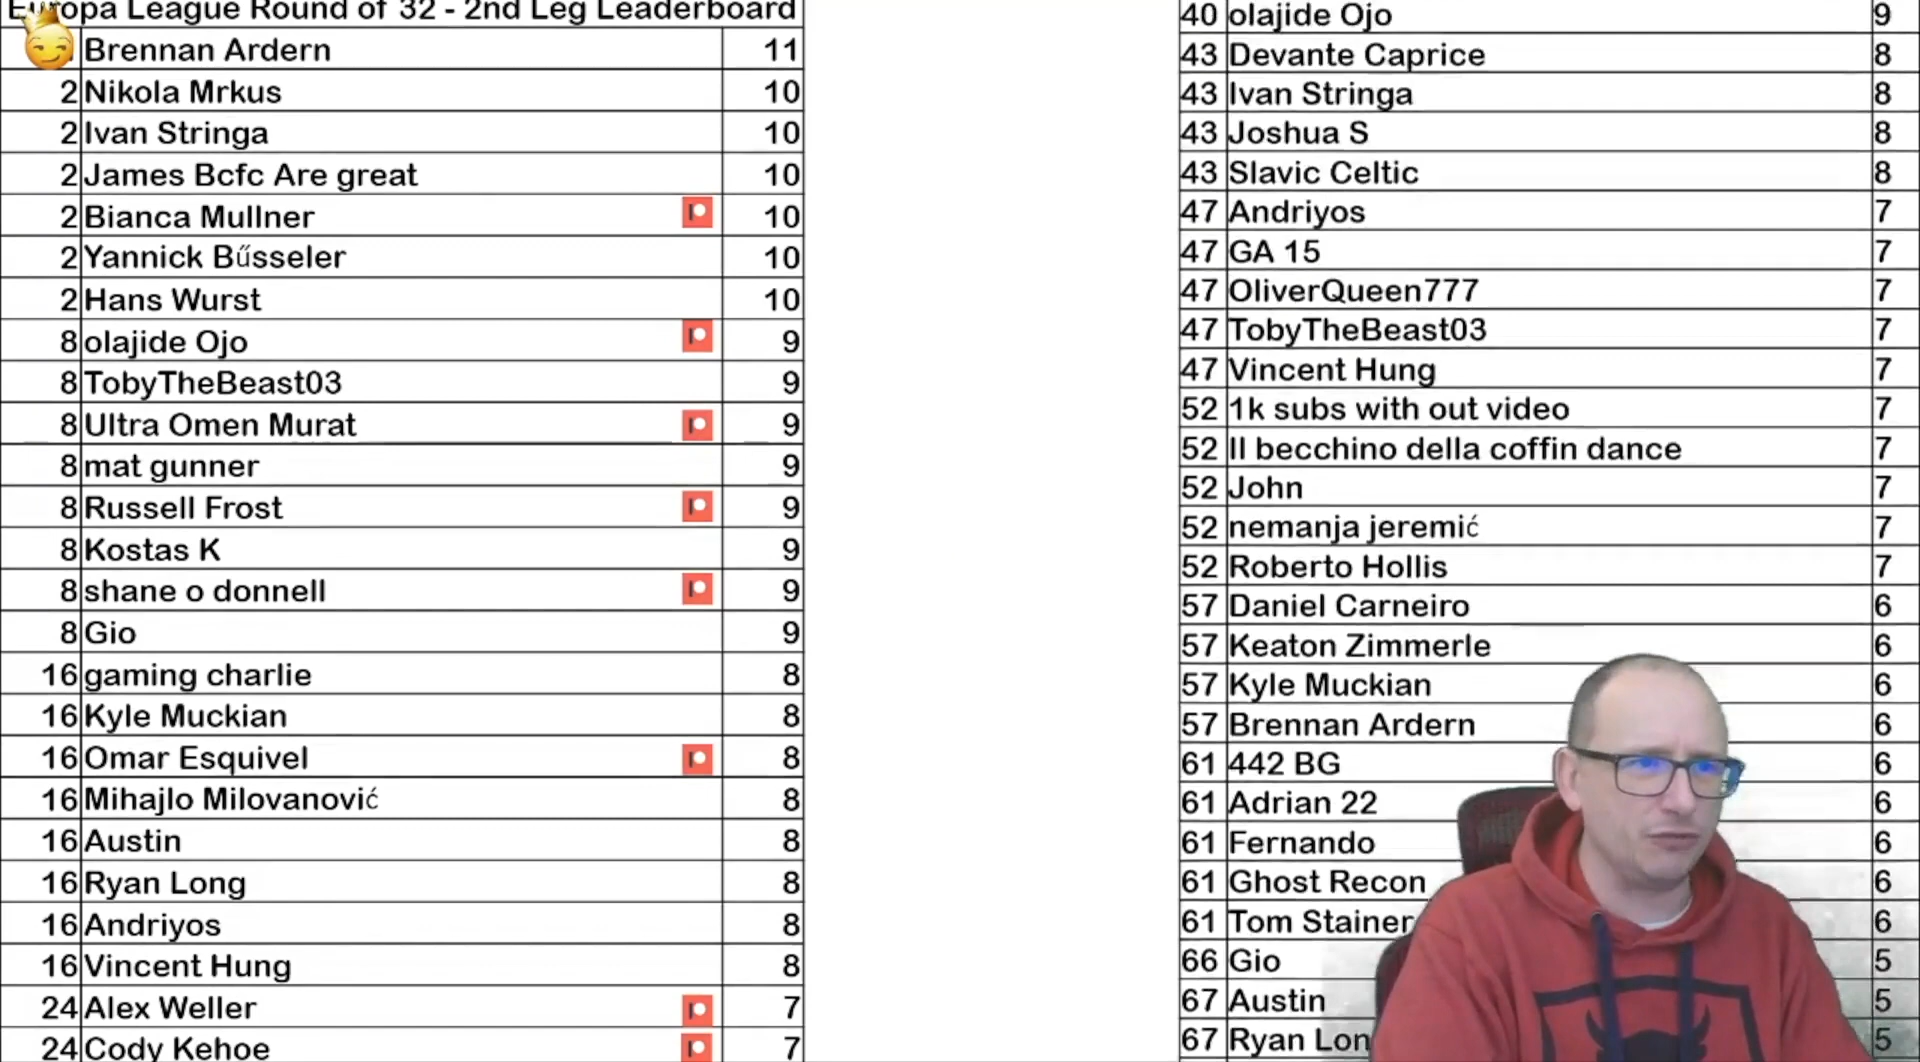 Europa League Round of 32 - 2nd Leg Leaderboard
Brennan Ardern 11
2 Nikola Mrkus 10
2 Ivan Stringa 10
2 James Bcfc Are great 10
2 Bianca Mullner 10
2 Yannick Bűsseler 10
2 Hans Wurst 10
8 olajide Ojo 9
8 TobyTheBeast03 9
8 Ultra Omen Murat 9
8 mat gunner 9
8 Russell Frost 9
8 Kostas K 9
8 shane o donnell 9
8 Gio 9
16 gaming charlie 8
16 Kyle Muckian 8
16 Omar Esquivel 8
16 Mihajlo Milovanović 8
16 Austin 8
16 Ryan Long 8
16 Andriyos 8
16 Vincent Hung 8
24 Alex Weller 7
24 Cody Kehoe 7
40 olajide Ojo 9
43 Devante Caprice 8
43 Ivan Stringa 8
43 Joshua S 8
43 Slavic Celtic 8
47 Andriyos 7
47 GA 15 7
47 OliverQueen777 7
47 TobyTheBeast03 7
47 Vincent Hung 7
52 1k subs with out video 7
52 Il becchino della coffin dance 7
52 John 7
52 nemanja jeremić 7
52 Roberto Hollis 7
57 Daniel Carneiro 6
57 Keaton Zimmerle 6
57 Kyle Muckian 6
57 Brennan Ardern 6
61 442 BG 6
61 Adrian 22 6
61 Fernando 6
61 Ghost Recon 6
61 Tom Stainer 6
66 Gio 5
67 Austin 5
67 Ryan Lon 5